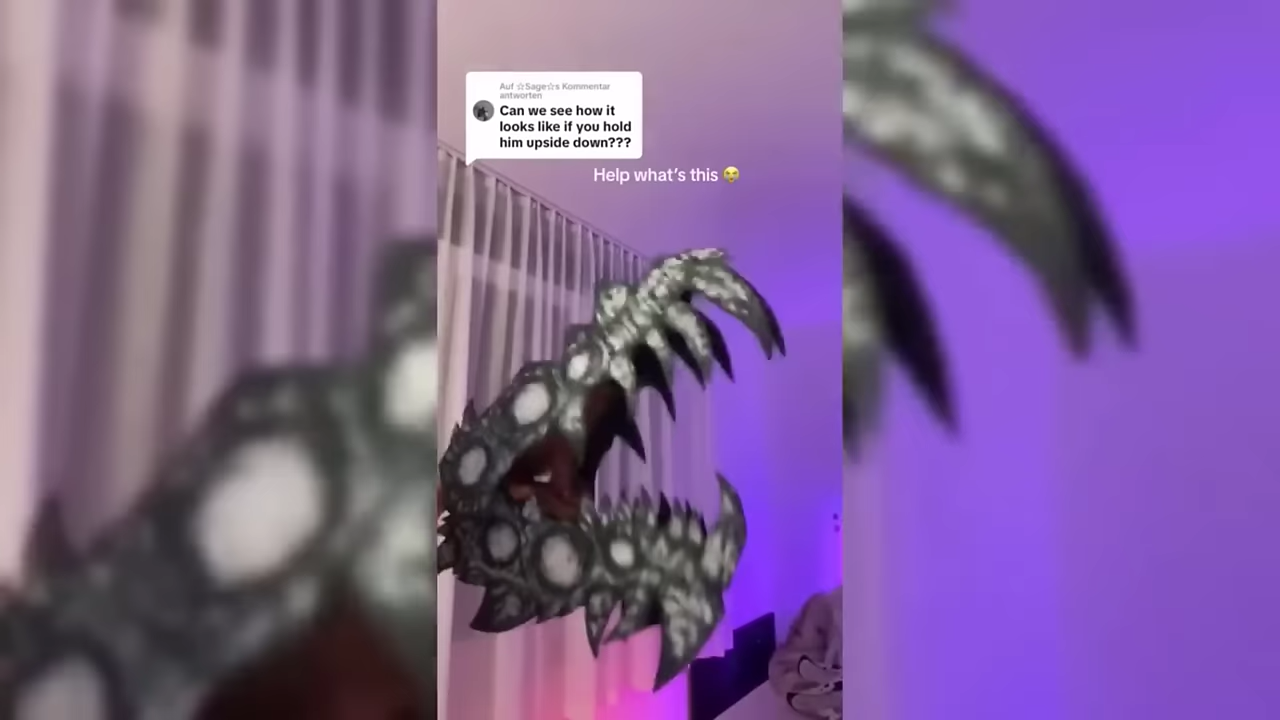 Auf ☆Sage☆s Kommentar
antworten
Can we see how it
looks like if you hold
him upside down???
Help what's this 😭